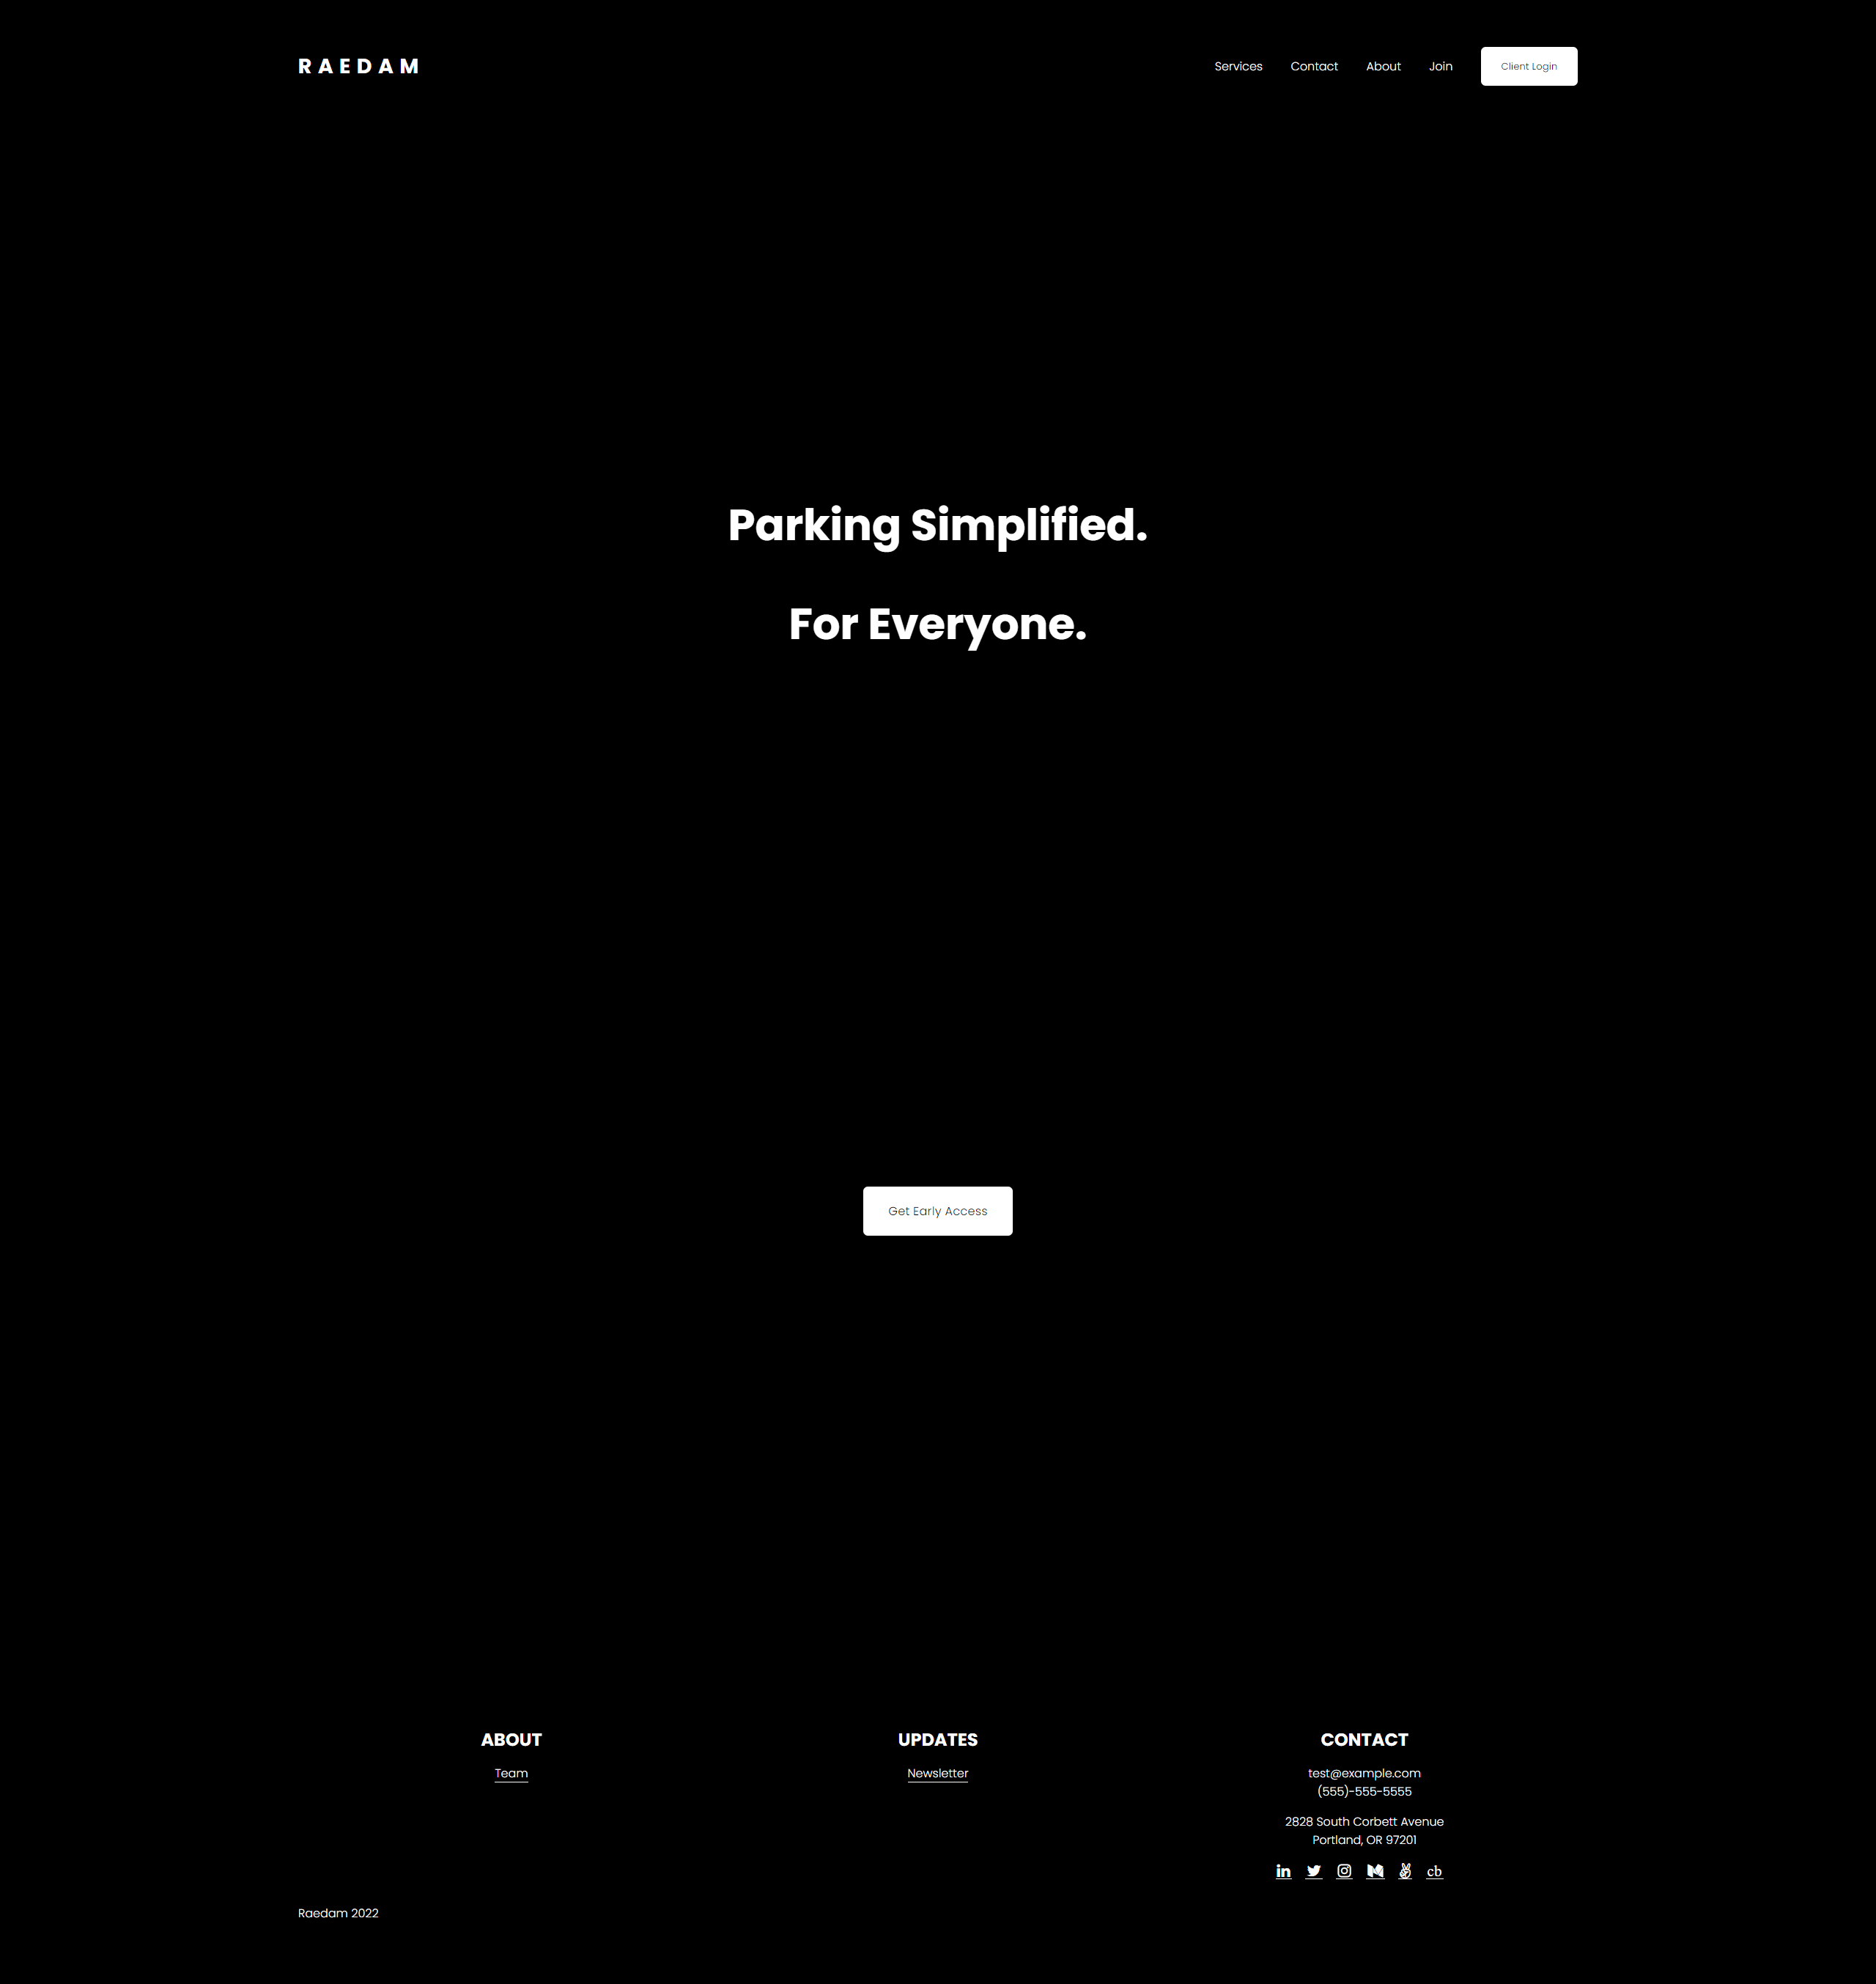 RAEDAM
Services Contact About Join Client Login
Parking Simplified.
For Everyone.
Get Early Access
ABOUT
Team
UPDATES
Newsletter
CONTACT
test@example.com
(555)-555-5555
2828 South Corbett Avenue
Portland, OR 97201
in cb
Raedam 2022